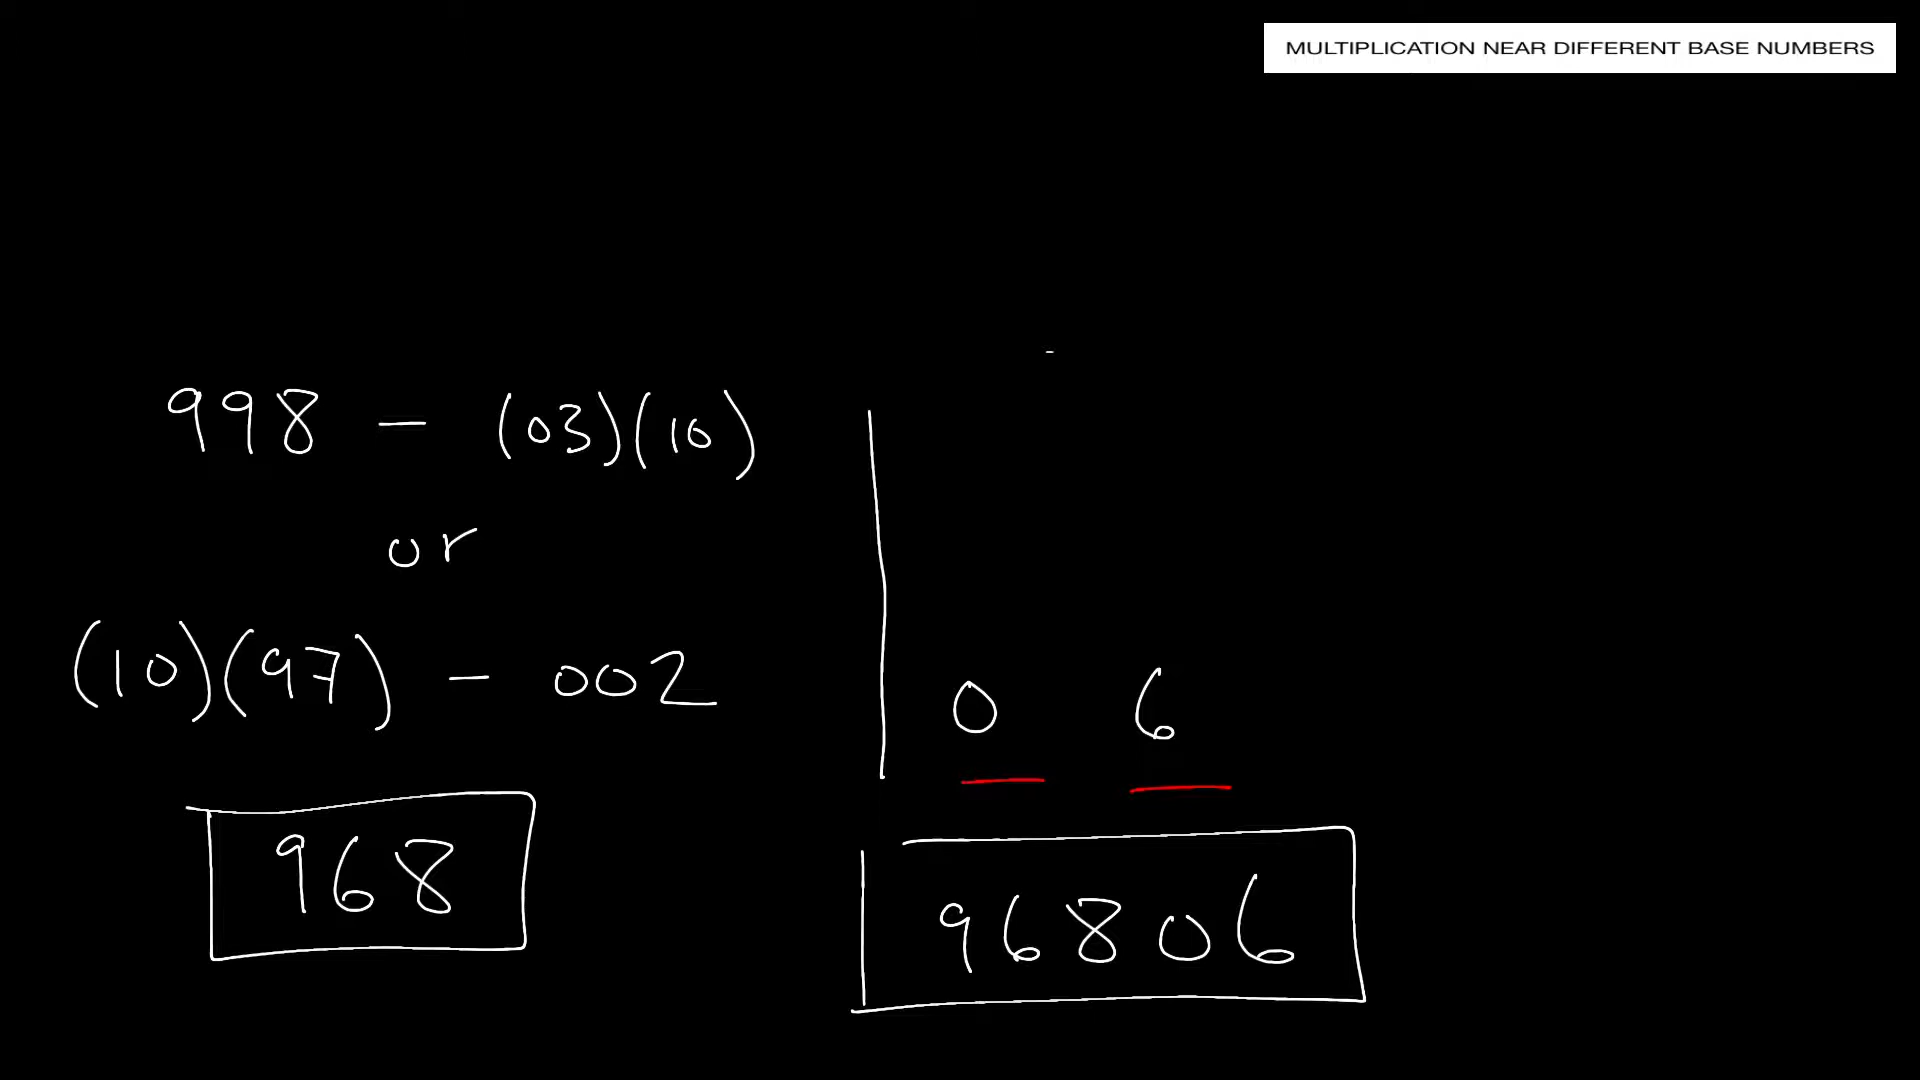 MULTIPLICATION NEAR DIFFERENT BASE NUMBERS
998 - (03)(10)
or
(10)(97) - 002
0 6
968
96806